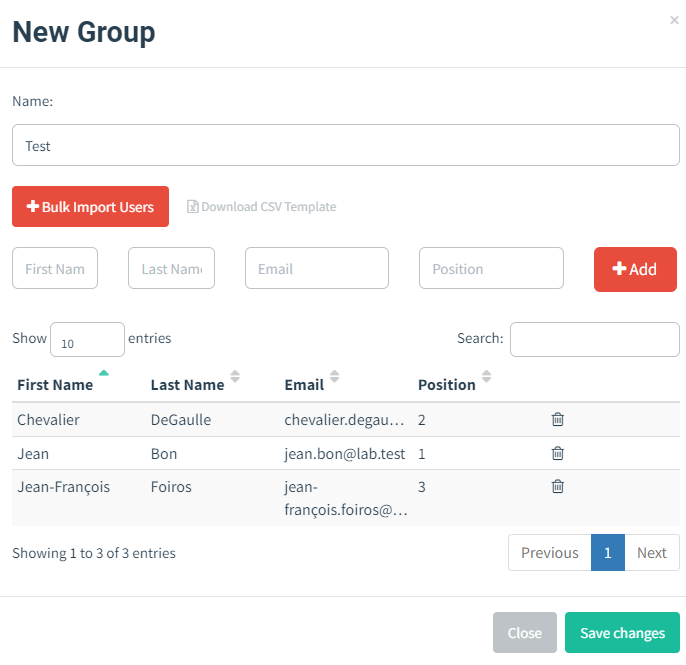 New Group
×
Name:
Test
Bulk Import Users Download CSV Template
First Nam Last Name Email Position Add
Show 10 entries Search:
First Name Last Name Email Position
Chevalier DeGaulle chevalier.degau… 2
Jean Bon jean.bon@lab.test 1
Jean-François Foiros jean-françois.foiros@… 3
Showing 1 to 3 of 3 entries Previous 1 Next
Close Save changes